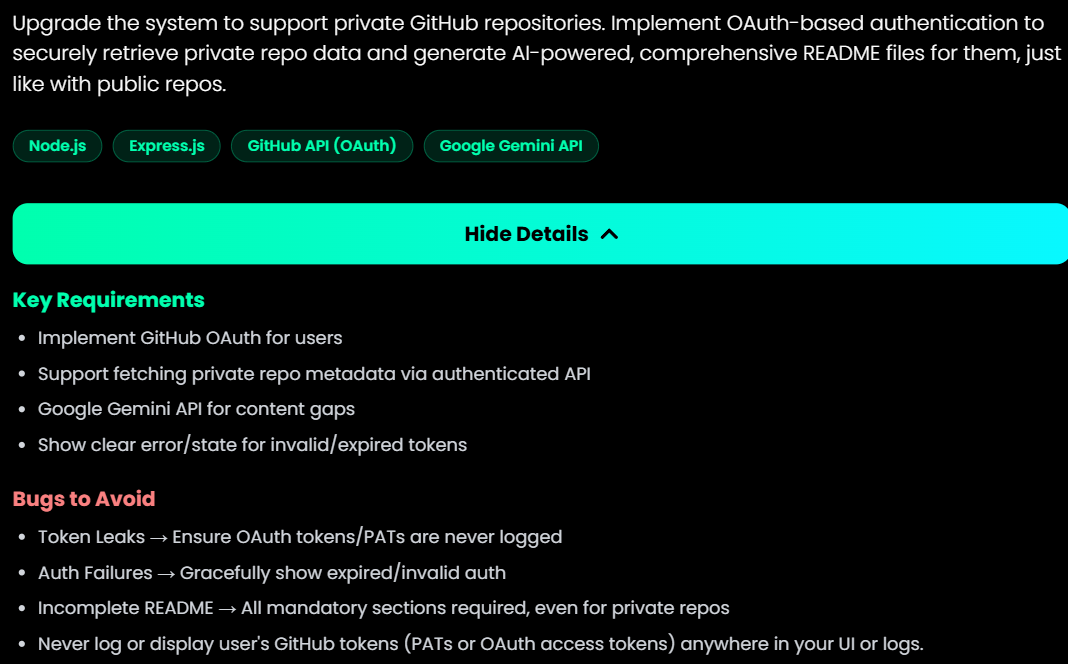 Upgrade the system to support private GitHub repositories. Implement OAuth-based authentication to
securely retrieve private repo data and generate AI-powered, comprehensive README files for them, just
like with public repos.
Node.js Express.js GitHub API (OAuth) Google Gemini API
Hide Details
Key Requirements
• Implement GitHub OAuth for users
• Support fetching private repo metadata via authenticated API
• Google Gemini API for content gaps
• Show clear error/state for invalid/expired tokens
Bugs to Avoid
• Token Leaks → Ensure OAuth tokens/PATs are never logged
• Auth Failures → Gracefully show expired/invalid auth
• Incomplete README → All mandatory sections required, even for private repos
• Never log or display user's GitHub tokens (PATs or OAuth access tokens) anywhere in your UI or logs.